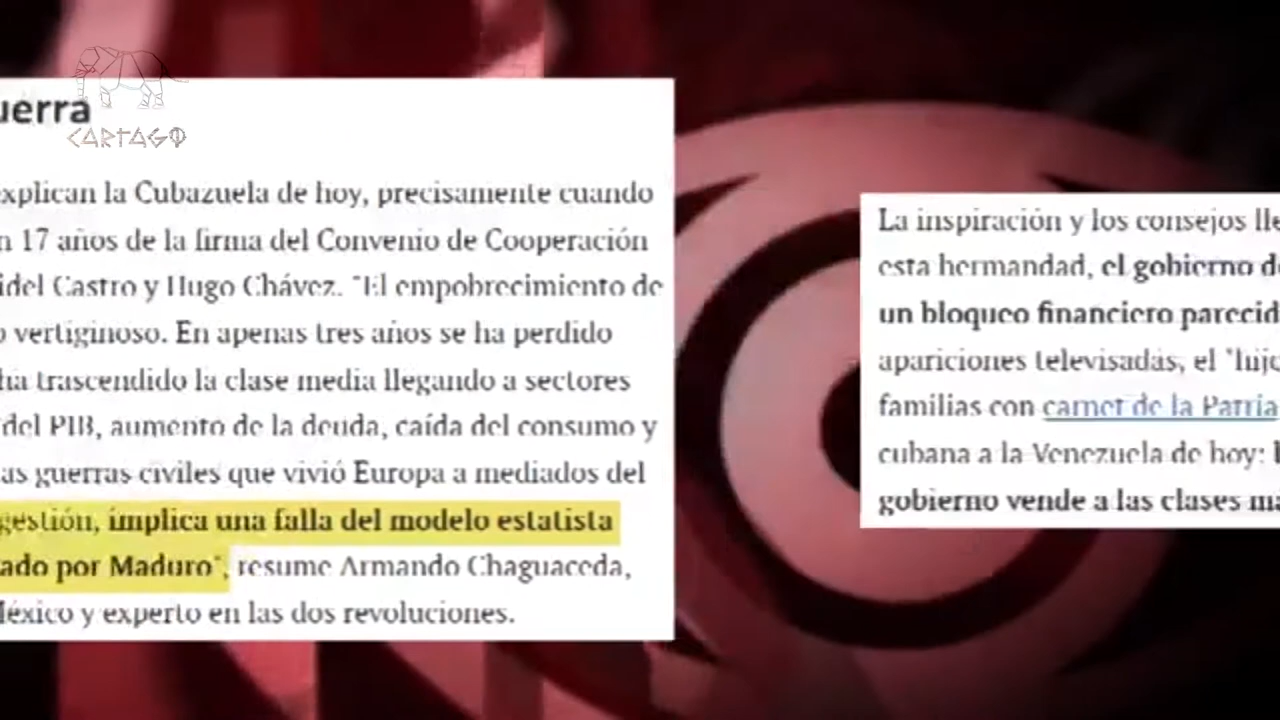 CARTAGO
uerra
explican la Cubazuela de hoy, precisamente cuando
n 17 años de la firma del Convenio de Cooperación
idel Castro y Hugo Chávez. "El empobrecimiento de
o vertiginoso. En apenas tres años se ha perdido
ha trascendido la clase media llegando a sectores
del PIB, aumento de la deuda, caída del consumo y
as guerras civiles que vivió Europa a mediados del
gestión, implica una falla del modelo estatista
ado por Maduro", resume Armando Chaguaceda,
México y experto en las dos revoluciones.
La inspiración y los consejos lle
esta hermandad, el gobierno de
un bloqueo financiero parecid
apariciones televisadas, el "hijo
familias con carnet de la Patria
cubana a la Venezuela de hoy: l
gobierno vende a las clases má